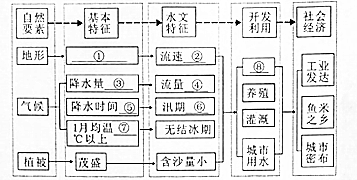 自然要素 基本特征 水文特征 开发利用 社会经济
地形 ① 流速② ⑧ 工业发达
气候 降水量③ 流量④ 养殖 鱼米之乡
降水时间⑤ 汛期⑥ 灌溉
1月均温⑦℃以上 无结冰期 城市用水 城市密布
植被 茂盛 含沙量小